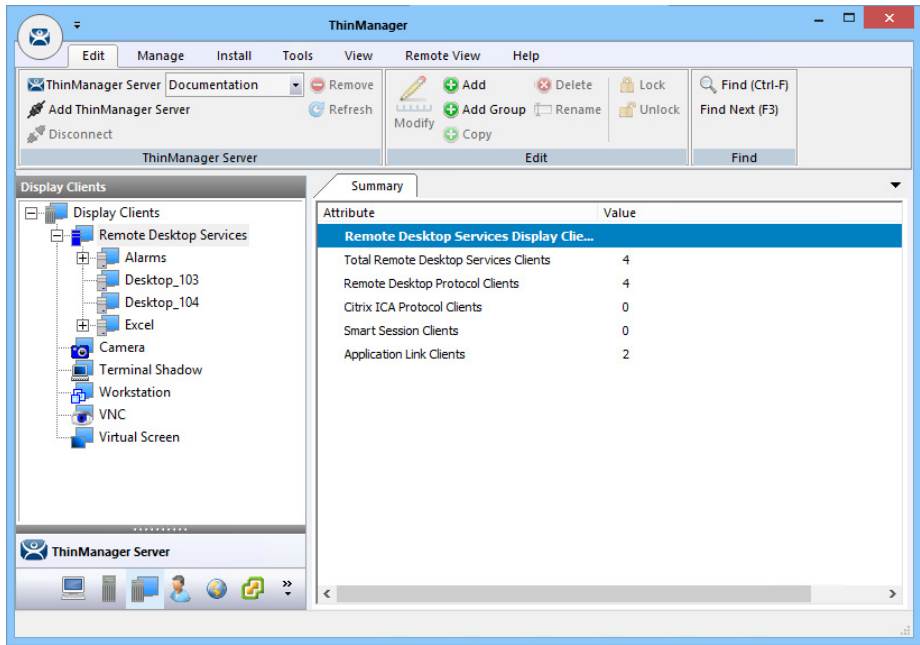 ThinManager
Edit Manage Install Tools View Remote View Help
ThinManager Server Documentation
Add ThinManager Server
Disconnect
Remove
Refresh
ThinManager Server
Modify
Add
Add Group
Copy
Delete
Rename
Lock
Unlock
Edit
Find (Ctrl-F)
Find Next (F3)
Find
Display Clients
Display Clients
Remote Desktop Services
Alarms
Desktop_103
Desktop_104
Excel
Camera
Terminal Shadow
Workstation
VNC
Virtual Screen
ThinManager Server
Summary
Attribute Value
Remote Desktop Services Display Clie...
Total Remote Desktop Services Clients 4
Remote Desktop Protocol Clients 4
Citrix ICA Protocol Clients 0
Smart Session Clients 0
Application Link Clients 2